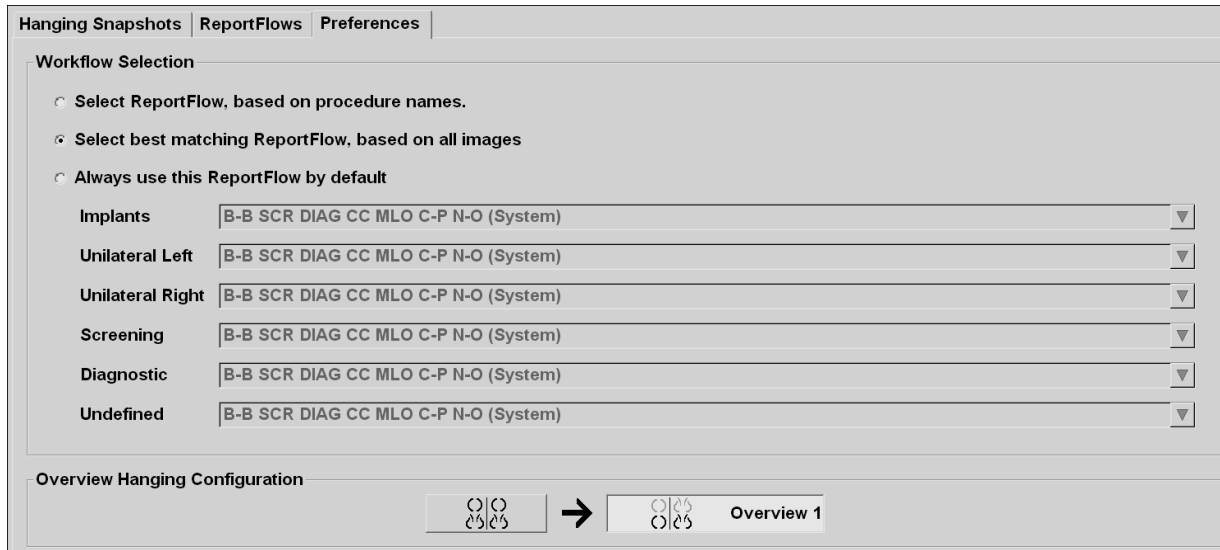 Hanging Snapshots ReportFlows Preferences
Workflow Selection
Select ReportFlow, based on procedure names.
Select best matching ReportFlow, based on all images
Always use this ReportFlow by default
Implants B-B SCR DIAG CC MLO C-P N-O (System)
Unilateral Left B-B SCR DIAG CC MLO C-P N-O (System)
Unilateral Right B-B SCR DIAG CC MLO C-P N-O (System)
Screening B-B SCR DIAG CC MLO C-P N-O (System)
Diagnostic B-B SCR DIAG CC MLO C-P N-O (System)
Undefined B-B SCR DIAG CC MLO C-P N-O (System)
Overview Hanging Configuration
Overview 1